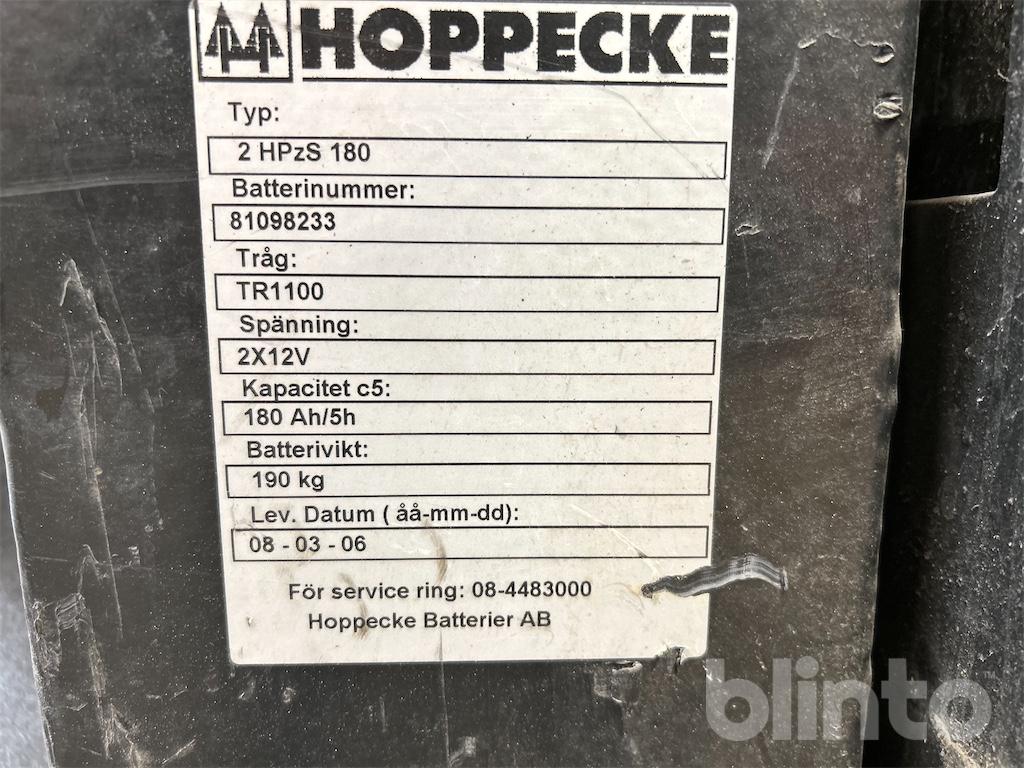 HOPPECKE
Typ:
2 HPzS 180
Batterinummer:
81098233
Tråg:
TR1100
Spänning:
2X12V
Kapacitet c5:
180 Ah/5h
Batterivikt:
190 kg
Lev. Datum ( åå-mm-dd):
08 - 03 - 06
För service ring: 08-4483000
Hoppecke Batterier AB
blinto